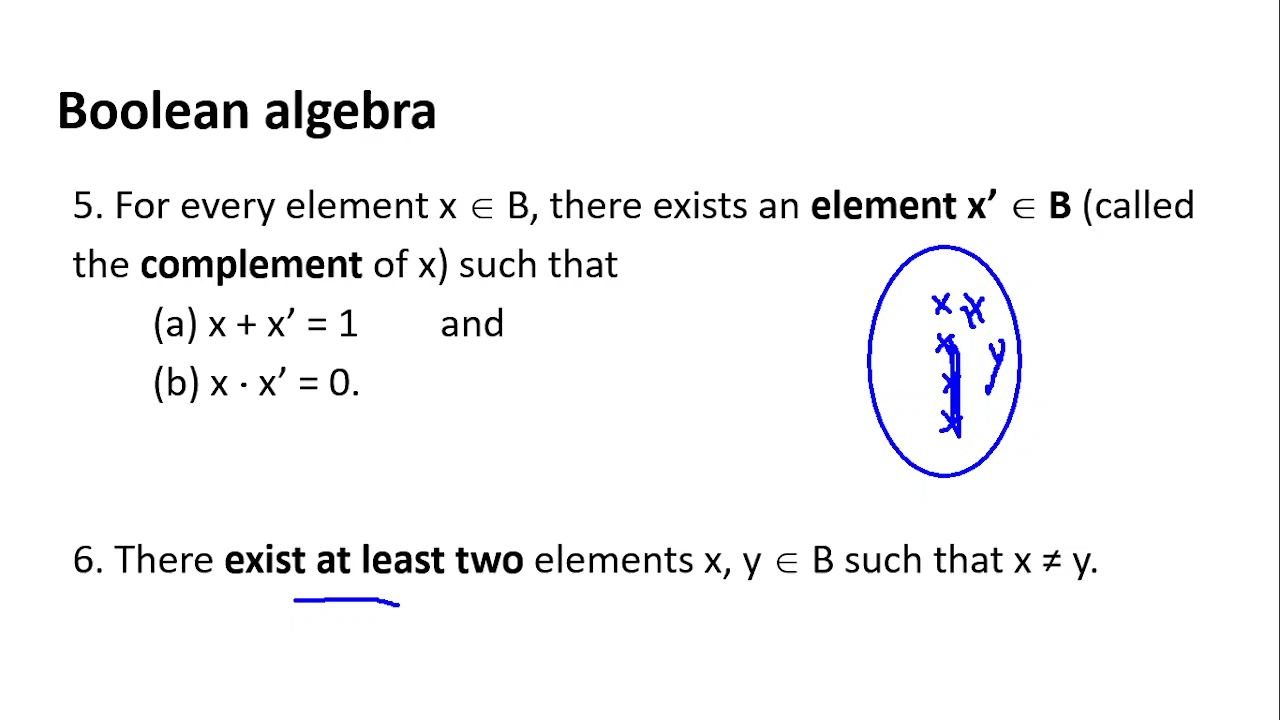 Boolean algebra
5. For every element x ∈ B, there exists an element x’ ∈ B (called
the complement of x) such that
(a) x + x’ = 1 and
(b) x · x’ = 0.
x x
x y
x
x
6. There exist at least two elements x, y ∈ B such that x ≠ y.